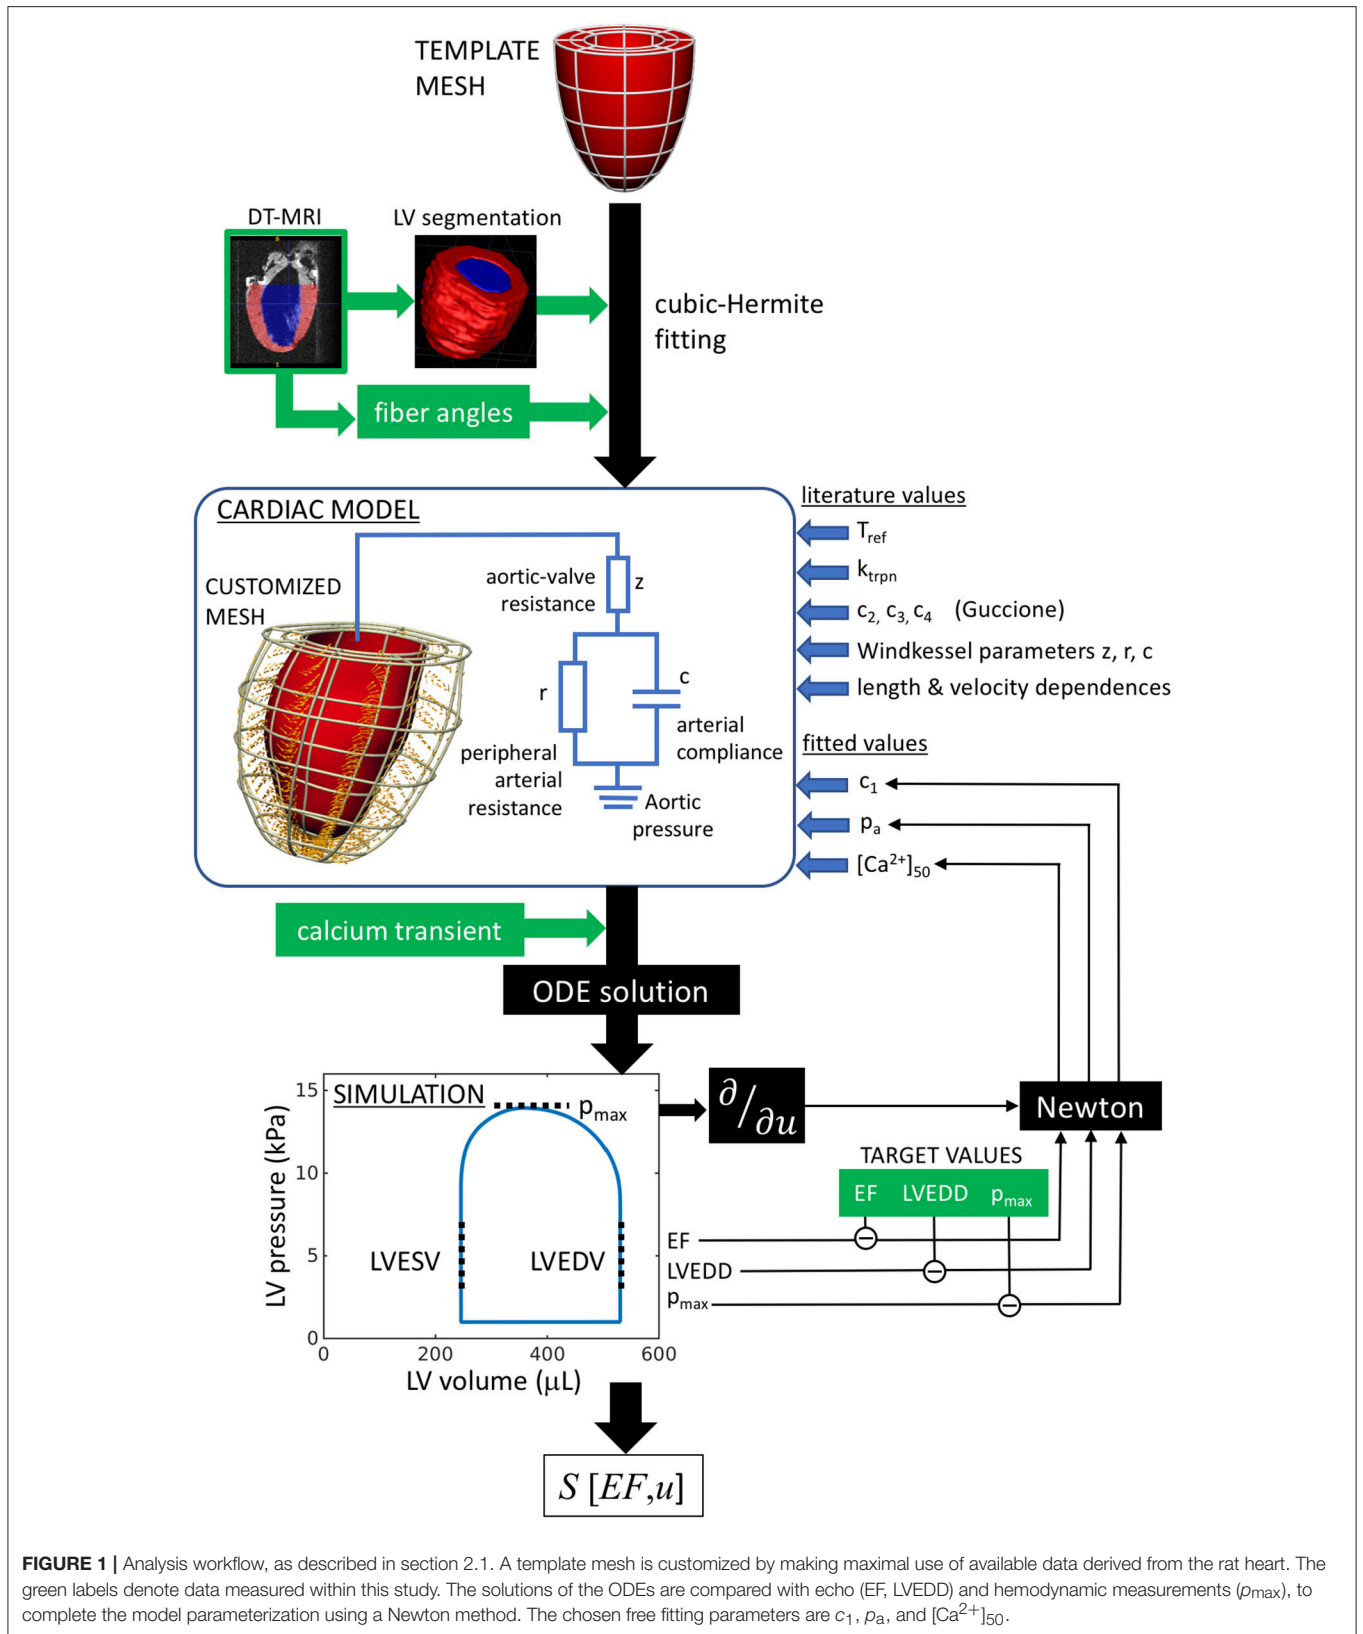 TEMPLATE
MESH
DT-MRI
LV segmentation
S
I
cubic-Hermite
fitting
fiber angles
CARDIAC MODEL
CUSTOMIZED
MESH
aortic-valve
resistance
z
r
c
arterial
compliance
peripheral
arterial
resistance
Aortic
pressure
literature values
T_ref
k_trpn
c_2, c_3, c_4 (Guccione)
Windkessel parameters z, r, c
length & velocity dependences
fitted values
c_1
p_a
[Ca²⁺]_50
calcium transient
ODE solution
SIMULATION
p_max
LVESV
LVEDV
LV pressure (kPa)
15
10
5
0
0 200 400 600
LV volume (μL)
∂/∂u
Newton
TARGET VALUES
EF LVEDD p_max
EF
LVEDD
p_max
S [EF,u]
FIGURE 1 | Analysis workflow, as described in section 2.1. A template mesh is customized by making maximal use of available data derived from the rat heart. The
green labels denote data measured within this study. The solutions of the ODEs are compared with echo (EF, LVEDD) and hemodynamic measurements (p_max), to
complete the model parameterization using a Newton method. The chosen free fitting parameters are c_1, p_a, and [Ca²⁺]_50.